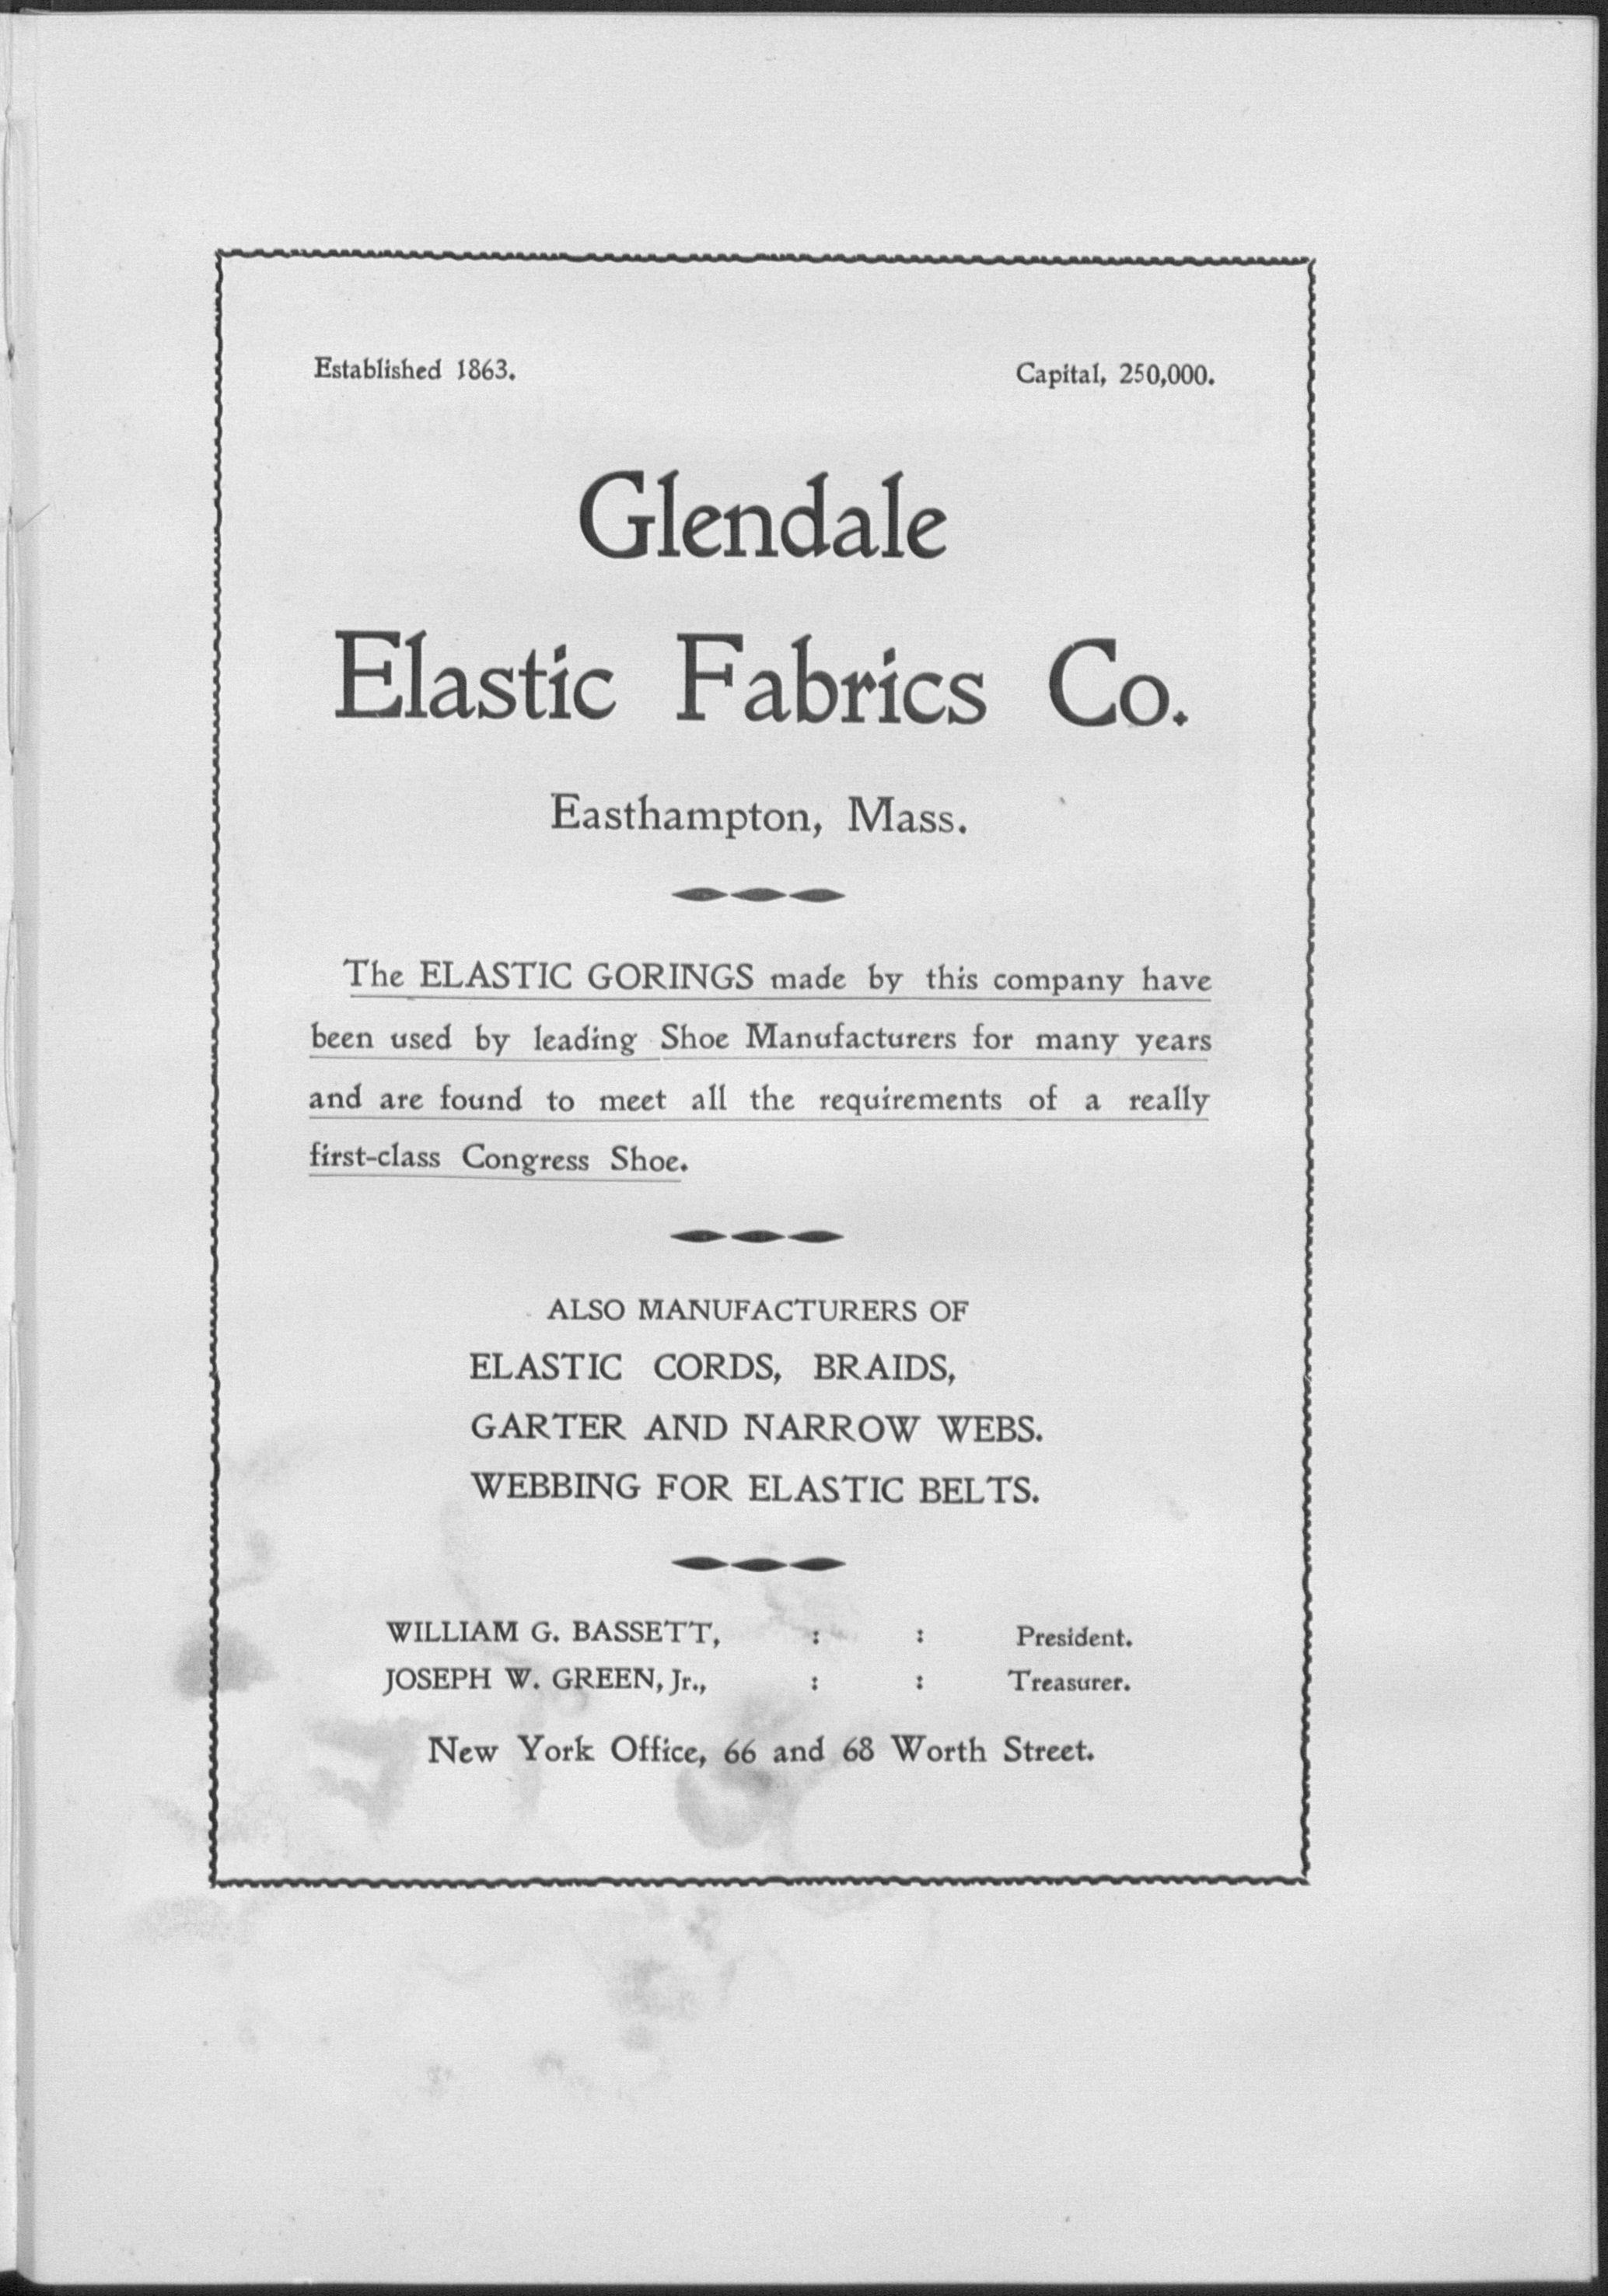 Established 1863. Capital, 250,000.
Glendale
Elastic Fabrics Co.
Easthampton, Mass.
The ELASTIC GORINGS made by this company have
been used by leading Shoe Manufacturers for many years
and are found to meet all the requirements of a really
first-class Congress Shoe.
ALSO MANUFACTURERS OF
ELASTIC CORDS, BRAIDS,
GARTER AND NARROW WEBS.
WEBBING FOR ELASTIC BELTS.
WILLIAM G. BASSETT, : : President.
JOSEPH W. GREEN, Jr., : : Treasurer.
New York Office, 66 and 68 Worth Street.